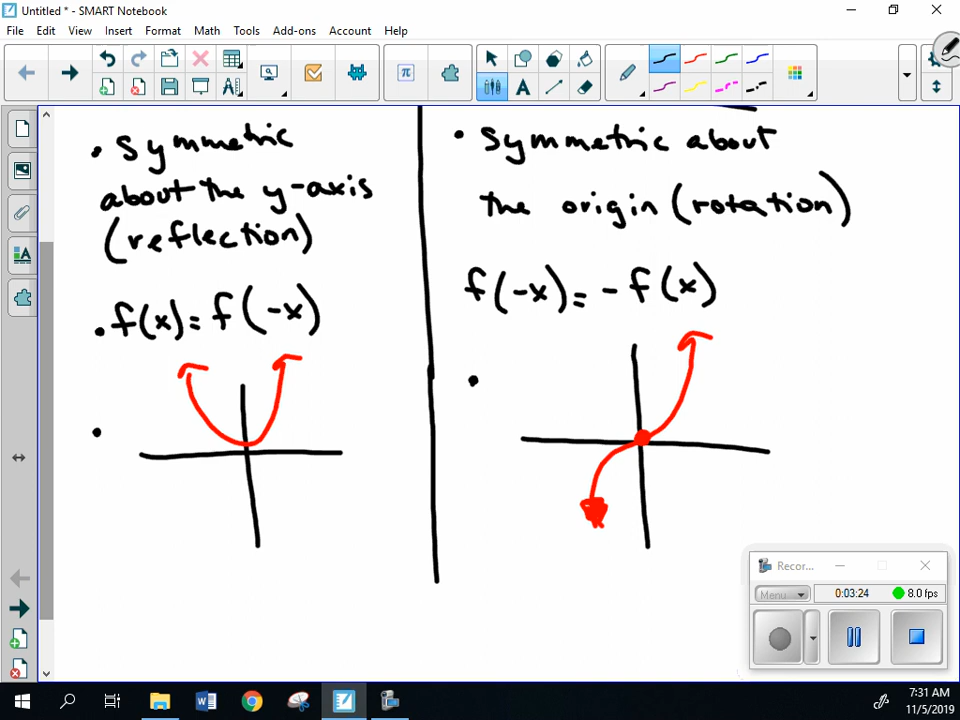 Untitled * - SMART Notebook
File Edit View Insert Format Math Tools Add-ons Account Help
• symmetric
about the y-axis
(reflection)
• f(x) = f(-x)
•
• symmetric about
the origin (rotation)
f(-x) = - f(x)
•
Recor...
Menu
0:03:24
8.0 fps
7:31 AM
11/5/2019